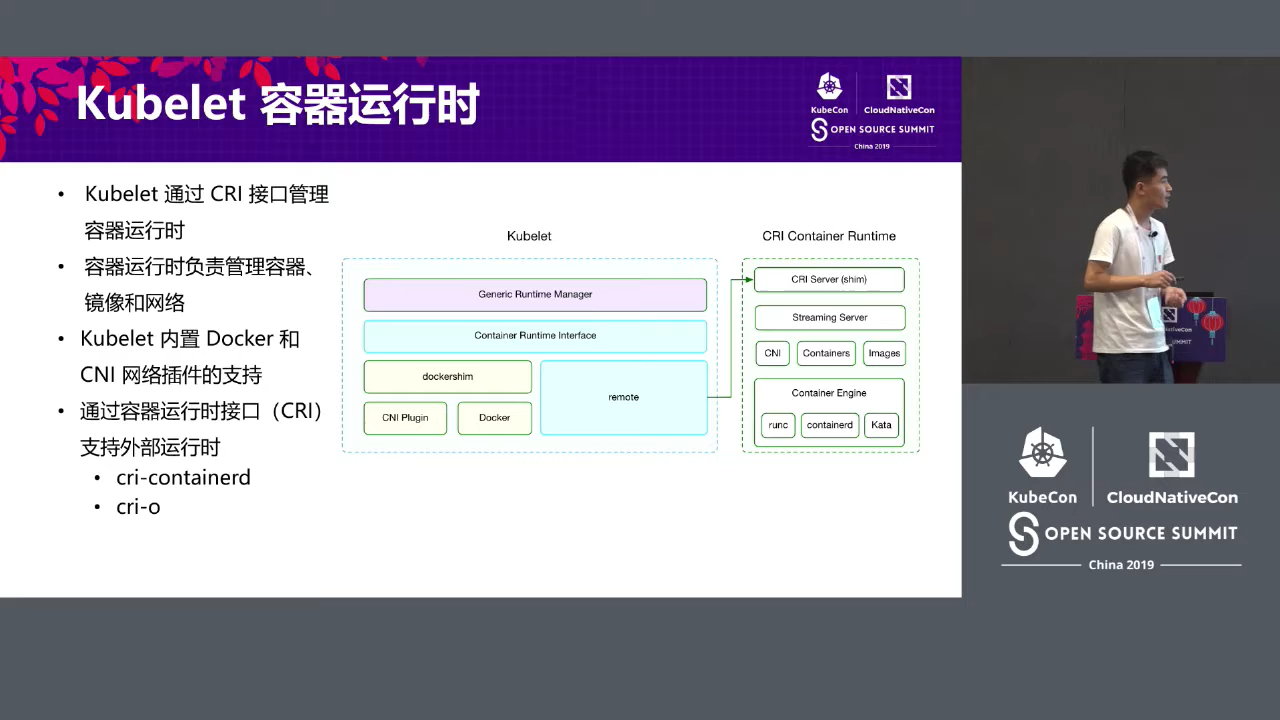 Kubelet 容器运行时
KubeCon
CloudNativeCon
OPEN SOURCE SUMMIT
China 2019
• Kubelet 通过 CRI 接口管理
容器运行时
• 容器运行时负责管理容器、
镜像和网络
• Kubelet 内置 Docker 和
CNI 网络插件的支持
• 通过容器运行时接口（CRI）
支持外部运行时
• cri-containerd
• cri-o
Kubelet
Generic Runtime Manager
Container Runtime Interface
dockershim
CNI Plugin
Docker
remote
CRI Container Runtime
CRI Server (shim)
Streaming Server
CNI
Containers
Images
Container Engine
runc
containerd
Kata
KubeCon
CloudNativeCon
OPEN SOURCE SUMMIT
China 2019